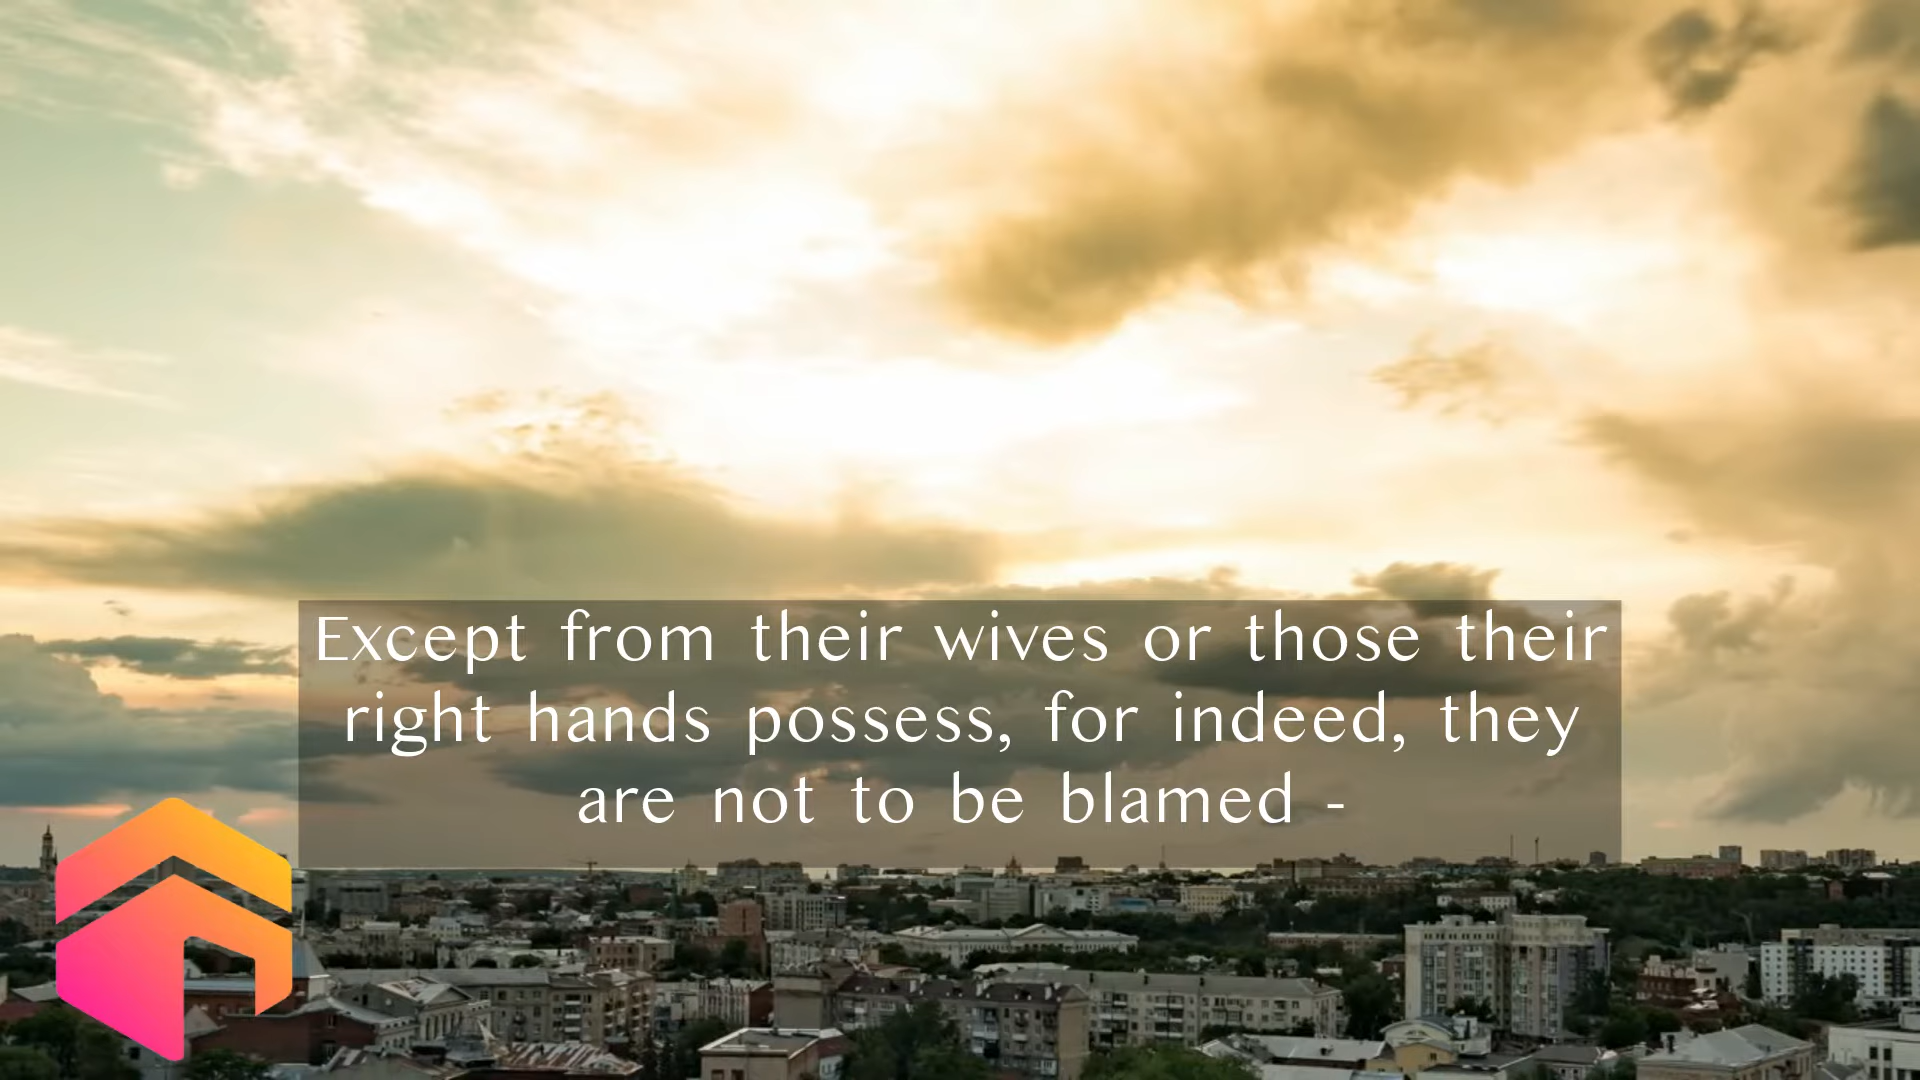 Except from their wives or those their
right hands possess, for indeed, they
are not to be blamed -